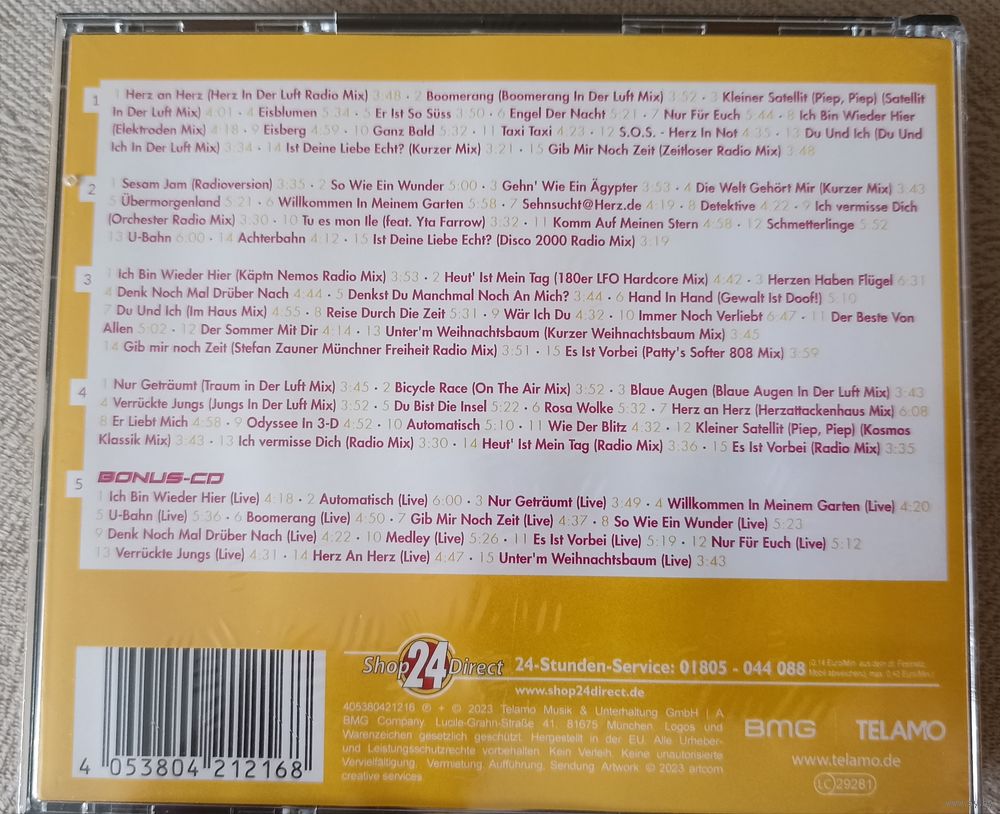 1 1 Herz an Herz (Herz In Der Luft Radio Mix) 3:48 · 2 Boomerang (Boomerang In Der Luft Mix) 3:52 · 3 Kleiner Satellit (Piep, Piep) (Satellit
In Der Luft Mix) 4:01 · 4 Eisblumen 5:34 · 5 Er Ist So Süss 3:50 · 6 Engel Der Nacht 5:21 · 7 Nur Für Euch 5:44 · 8 Ich Bin Wieder Hier
(Elektroden Mix) 4:18 · 9 Eisberg 4:59 · 10 Ganz Bald 5:32 · 11 Taxi Taxi 4:23 · 12 S.O.S. - Herz In Not 4:35 · 13 Du Und Ich (Du Und
Ich In Der Luft Mix) 3:34 · 14 Ist Deine Liebe Echt? (Kurzer Mix) 3:21 · 15 Gib Mir Noch Zeit (Zeitloser Radio Mix) 3:48
2 1 Sesam Jam (Radioversion) 3:35 · 2 So Wie Ein Wunder 5:00 · 3 Gehn' Wie Ein Ägypter 3:53 · 4 Die Welt Gehört Mir (Kurzer Mix) 3:43
5 Übermorgenland 5:21 · 6 Willkommen In Meinem Garten 5:58 · 7 Sehnsucht@Herz.de 4:19 · 8 Detektive 4:22 · 9 Ich vermisse Dich
(Orchester Radio Mix) 3:30 · 10 Tu es mon Ile (feat. Yta Farrow) 3:32 · 11 Komm Auf Meinen Stern 4:58 · 12 Schmetterlinge 5:52
13 U-Bahn 6:00 · 14 Achterbahn 4:12 · 15 Ist Deine Liebe Echt? (Disco 2000 Radio Mix) 3:19
3 1 Ich Bin Wieder Hier (Käptn Nemos Radio Mix) 3:53 · 2 Heut' Ist Mein Tag (180er LFO Hardcore Mix) 4:42 · 3 Herzen Haben Flügel 6:31
4 Denk Noch Mal Drüber Nach 4:44 · 5 Denkst Du Manchmal Noch An Mich? 3:44 · 6 Hand In Hand (Gewalt Ist Doof!) 5:10
7 Du Und Ich (Im Haus Mix) 4:55 · 8 Reise Durch Die Zeit 5:31 · 9 Wär Ich Du 4:32 · 10 Immer Noch Verliebt 6:47 · 11 Der Beste Von
Allen 5:02 · 12 Der Sommer Mit Dir 4:14 · 13 Unter'm Weihnachtsbaum (Kurzer Weihnachtsbaum Mix) 3:45
14 Gib mir noch Zeit (Stefan Zauner Münchner Freiheit Radio Mix) 3:51 · 15 Es Ist Vorbei (Patty's Softer 808 Mix) 3:59
4 1 Nur Geträumt (Traum in Der Luft Mix) 3:45 · 2 Bicycle Race (On The Air Mix) 3:52 · 3 Blaue Augen (Blaue Augen In Der Luft Mix) 3:43
4 Verrückte Jungs (Jungs In Der Luft Mix) 3:52 · 5 Du Bist Die Insel 5:22 · 6 Rosa Wolke 5:32 · 7 Herz an Herz (Herzattackenhaus Mix) 6:08
8 Er Liebt Mich 4:58 · 9 Odyssee In 3-D 4:52 · 10 Automatisch 5:10 · 11 Wie Der Blitz 4:32 · 12 Kleiner Satellit (Piep, Piep) (Kosmos
Klassik Mix) 3:43 · 13 Ich vermisse Dich (Radio Mix) 3:30 · 14 Heut' Ist Mein Tag (Radio Mix) 3:36 · 15 Es Ist Vorbei (Radio Mix) 3:35
5 BONUS-CD
1 Ich Bin Wieder Hier (Live) 4:18 · 2 Automatisch (Live) 6:00 · 3 Nur Geträumt (Live) 3:49 · 4 Willkommen In Meinem Garten (Live) 4:20
5 U-Bahn (Live) 5:36 · 6 Boomerang (Live) 4:50 · 7 Gib Mir Noch Zeit (Live) 4:37 · 8 So Wie Ein Wunder (Live) 5:23
9 Denk Noch Mal Drüber Nach (Live) 4:22 · 10 Medley (Live) 5:26 · 11 Es Ist Vorbei (Live) 5:19 · 12 Nur Für Euch (Live) 5:12
13 Verrückte Jungs (Live) 4:31 · 14 Herz An Herz (Live) 4:47 · 15 Unter'm Weihnachtsbaum (Live) 3:43
Shop 24 Direct 24-Stunden-Service: 01805 - 044 088 (0,14 Euro/Min. aus dem dt. Festnetz,
Mobil abweichend, max. 0,42 Euro/Min.)
www.shop24direct.de
405380421216 ℗ + © 2023 Telamo Musik & Unterhaltung GmbH | A
BMG Company. Lucile-Grahn-Straße 41, 81675 München. Logos und
Warenzeichen gesetzlich geschützt. Hergestellt in der EU. Alle Urheber-
und Leistungsschutzrechte vorbehalten. Kein Verleih. Keine unautorisierte
Vervielfältigung, Vermietung Aufführung, Sendung Artwork © 2023 artcom
creative services.
BMG TELAMO
www.telamo.de
LC 29281
4 053804 212168